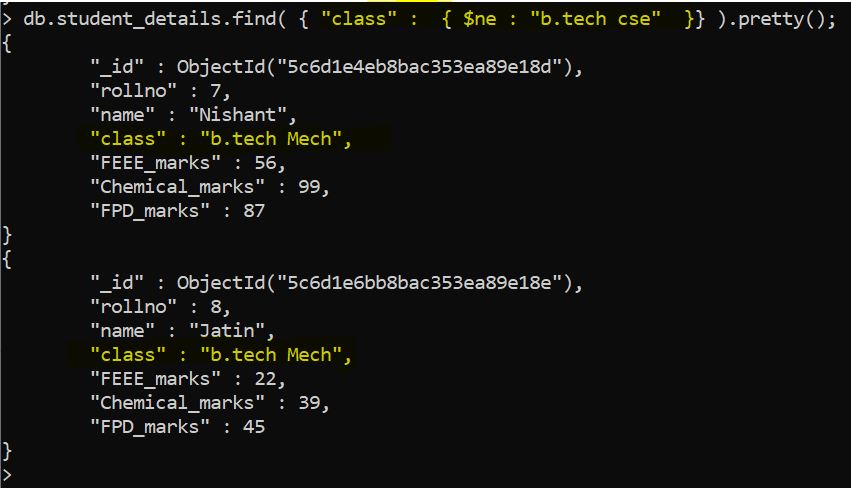 > db.student_details.find( { "class" :  { $ne : "b.tech cse"  }} ).pretty();
{
        "_id" : ObjectId("5c6d1e4eb8bac353ea89e18d"),
        "rollno" : 7,
        "name" : "Nishant",
        "class" : "b.tech Mech",
        "FEEE_marks" : 56,
        "Chemical_marks" : 99,
        "FPD_marks" : 87
}
{
        "_id" : ObjectId("5c6d1e6bb8bac353ea89e18e"),
        "rollno" : 8,
        "name" : "Jatin",
        "class" : "b.tech Mech",
        "FEEE_marks" : 22,
        "Chemical_marks" : 39,
        "FPD_marks" : 45
}
>